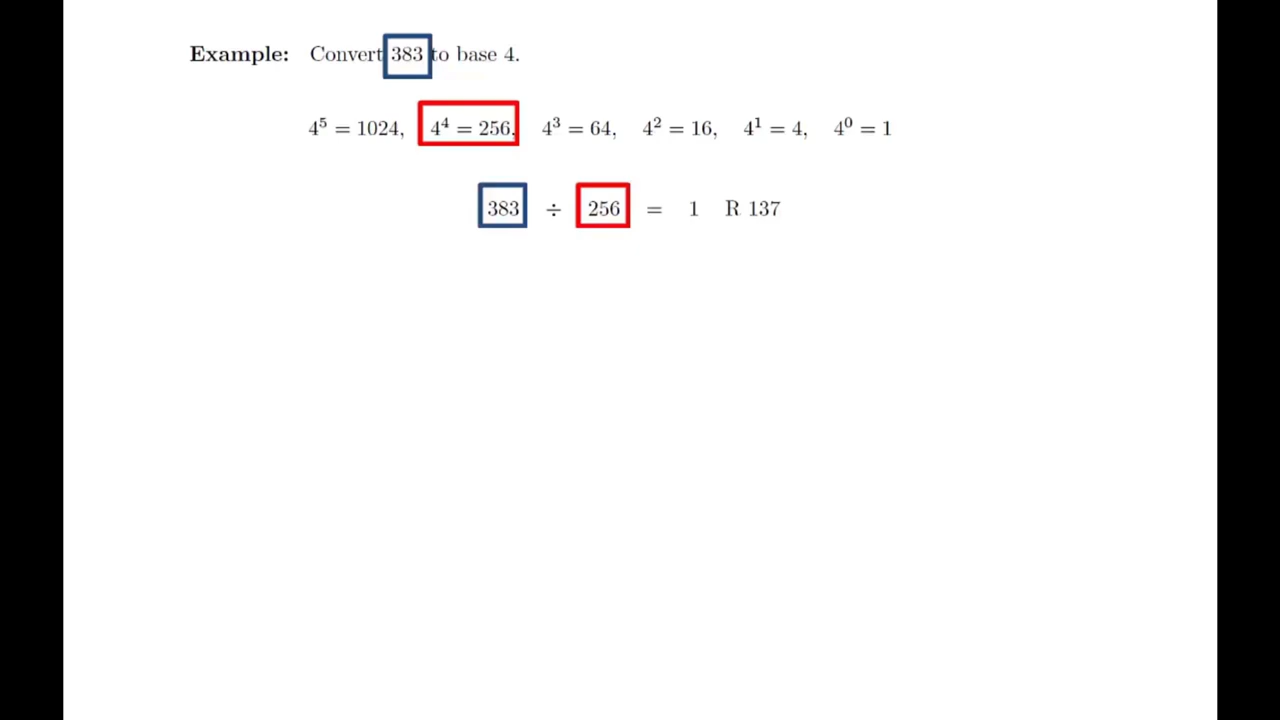 Example: Convert 383 to base 4.
4⁵ = 1024, 4⁴ = 256, 4³ = 64, 4² = 16, 4¹ = 4, 4⁰ = 1
383 ÷ 256 = 1 R 137